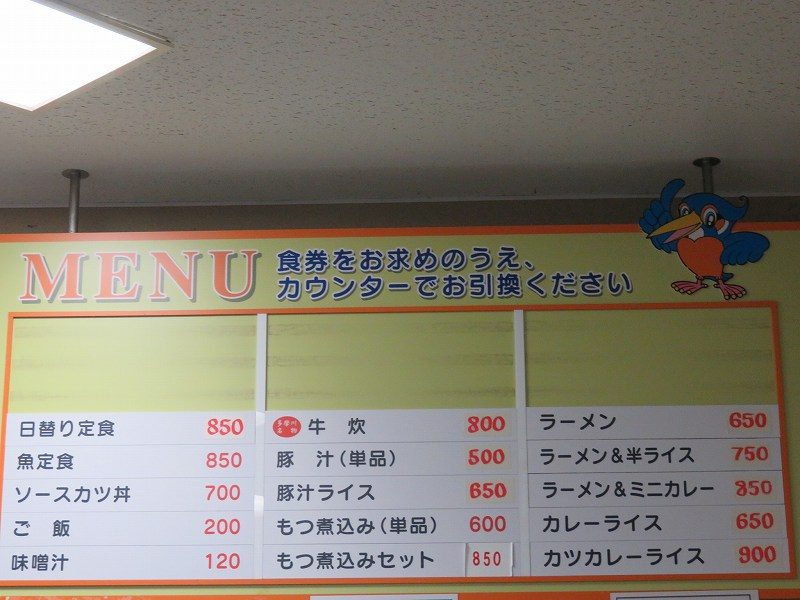 MENU
食券をお求めのうえ、
カウンターでお引換ください
日替り定食 850
魚定食 850
ソースカツ丼 700
ご 飯 200
味噌汁 120
多摩川名物 牛 炊 800
豚 汁(単品) 500
豚汁ライス 650
もつ煮込み(単品) 600
もつ煮込みセット 850
ラーメン 650
ラーメン&半ライス 750
ラーメン&ミニカレー 850
カレーライス 650
カツカレーライス 900